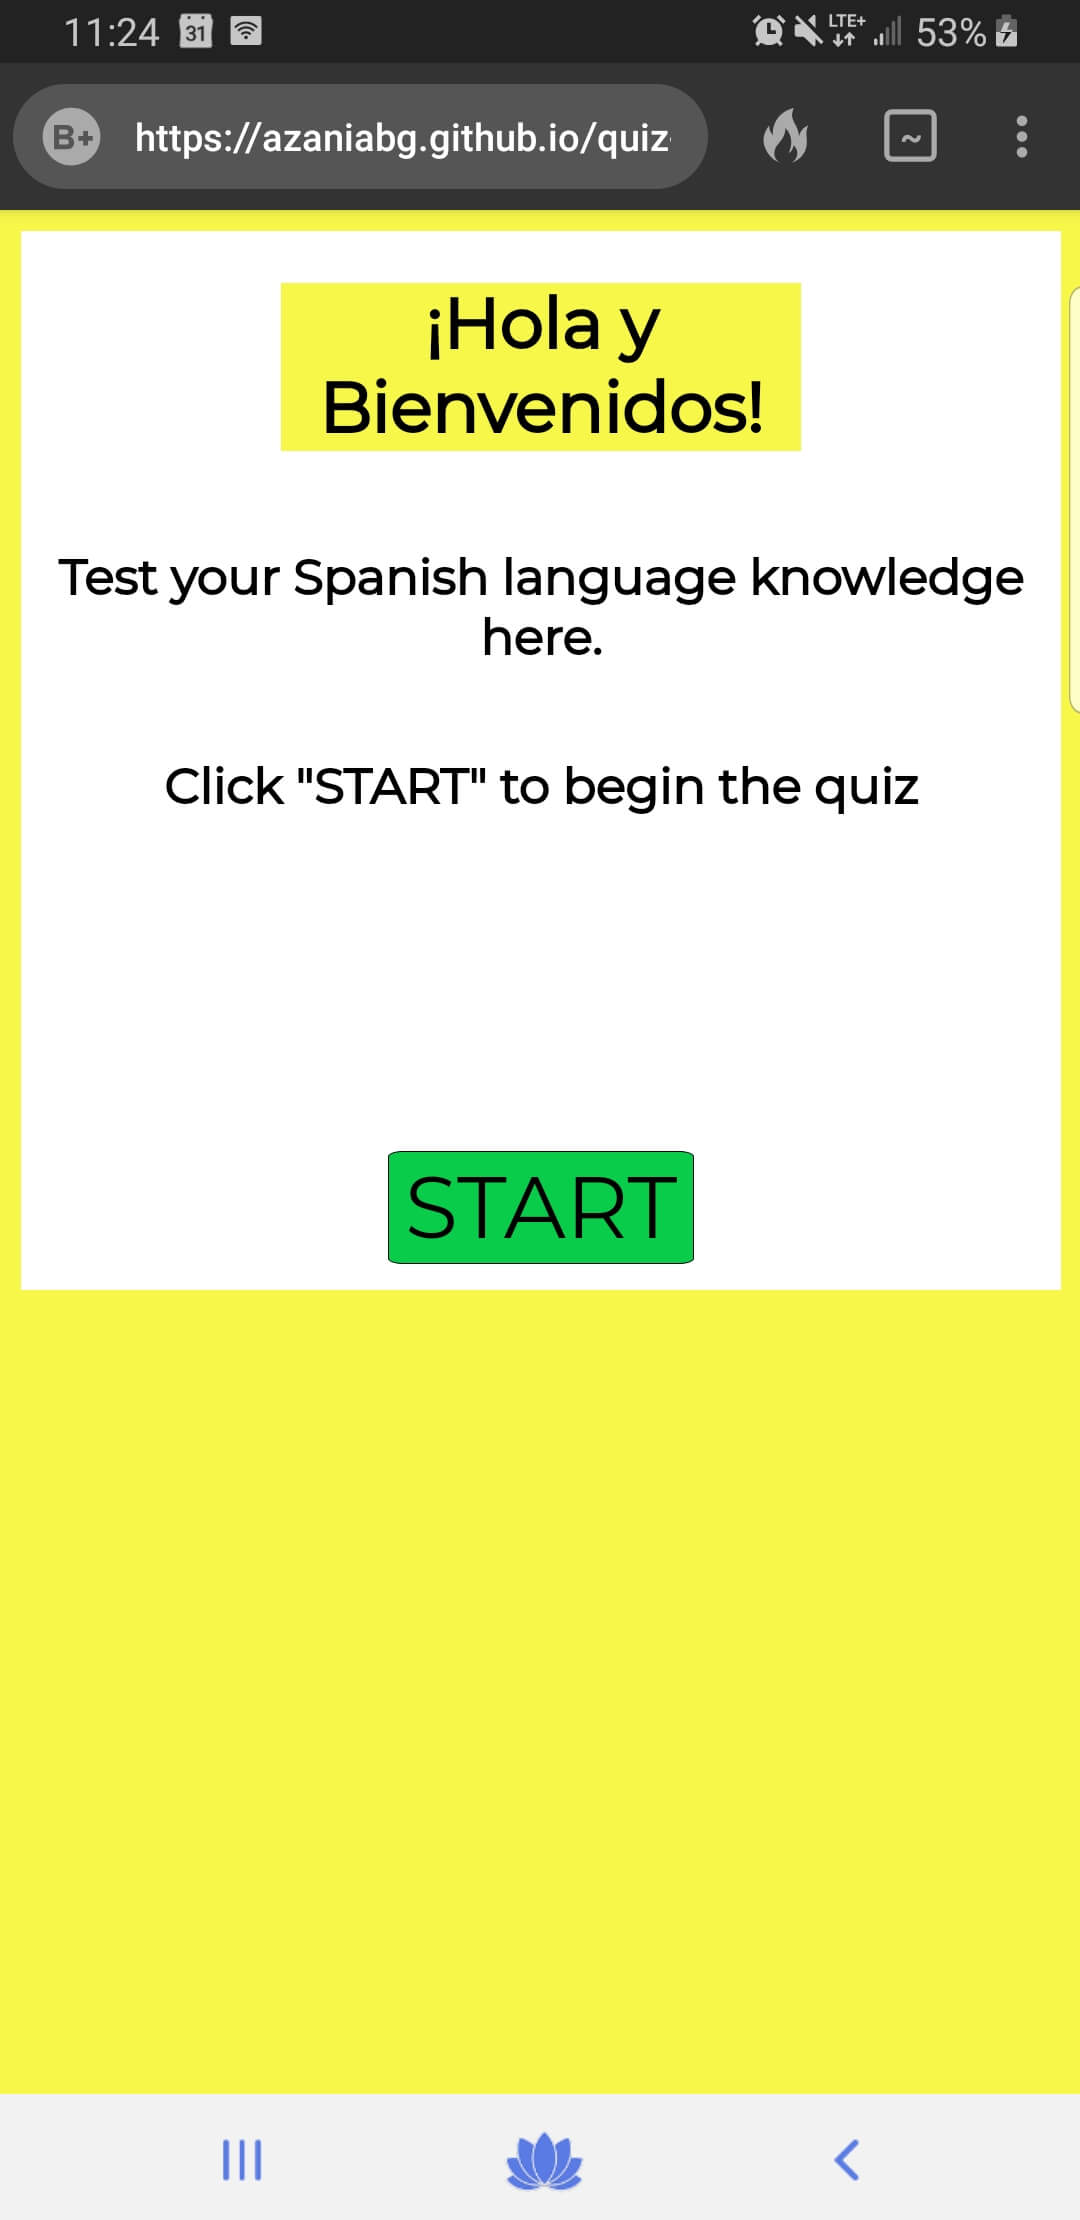 11:24 31 LTE+ 53%
B+ https://azaniabg.github.io/quiz
~
¡Hola y
Bienvenidos!
Test your Spanish language knowledge
here.
Click "START" to begin the quiz
START